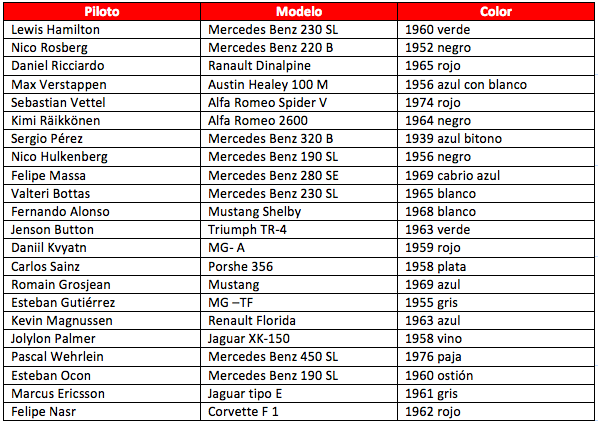 Piloto Modelo Color
Lewis Hamilton Mercedes Benz 230 SL 1960 verde
Nico Rosberg Mercedes Benz 220 B 1952 negro
Daniel Ricciardo Ranault Dinalpine 1965 rojo
Max Verstappen Austin Healey 100 M 1956 azul con blanco
Sebastian Vettel Alfa Romeo Spider V 1974 rojo
Kimi Räikkönen Alfa Romeo 2600 1964 negro
Sergio Pérez Mercedes Benz 320 B 1939 azul bitono
Nico Hulkenberg Mercedes Benz 190 SL 1956 negro
Felipe Massa Mercedes Benz 280 SE 1969 cabrio azul
Valteri Bottas Mercedes Benz 230 SL 1965 blanco
Fernando Alonso Mustang Shelby 1968 blanco
Jenson Button Triumph TR-4 1963 verde
Daniil Kvyatn MG- A 1959 rojo
Carlos Sainz Porshe 356 1958 plata
Romain Grosjean Mustang 1969 azul
Esteban Gutiérrez MG –TF 1955 gris
Kevin Magnussen Renault Florida 1963 azul
Jolylon Palmer Jaguar XK-150 1958 vino
Pascal Wehrlein Mercedes Benz 450 SL 1976 paja
Esteban Ocon Mercedes Benz 190 SL 1960 ostión
Marcus Ericsson Jaguar tipo E 1961 gris
Felipe Nasr Corvette F 1 1962 rojo